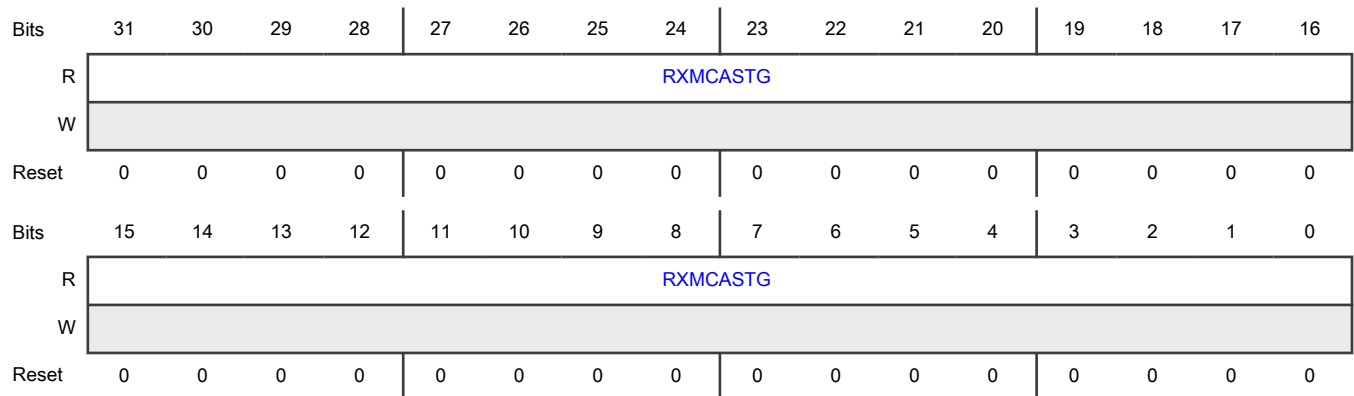 Bits 31 30 29 28 27 26 25 24 23 22 21 20 19 18 17 16
R RXMCASTG
W
Reset 0 0 0 0 0 0 0 0 0 0 0 0 0 0 0 0
Bits 15 14 13 12 11 10 9 8 7 6 5 4 3 2 1 0
R RXMCASTG
W
Reset 0 0 0 0 0 0 0 0 0 0 0 0 0 0 0 0